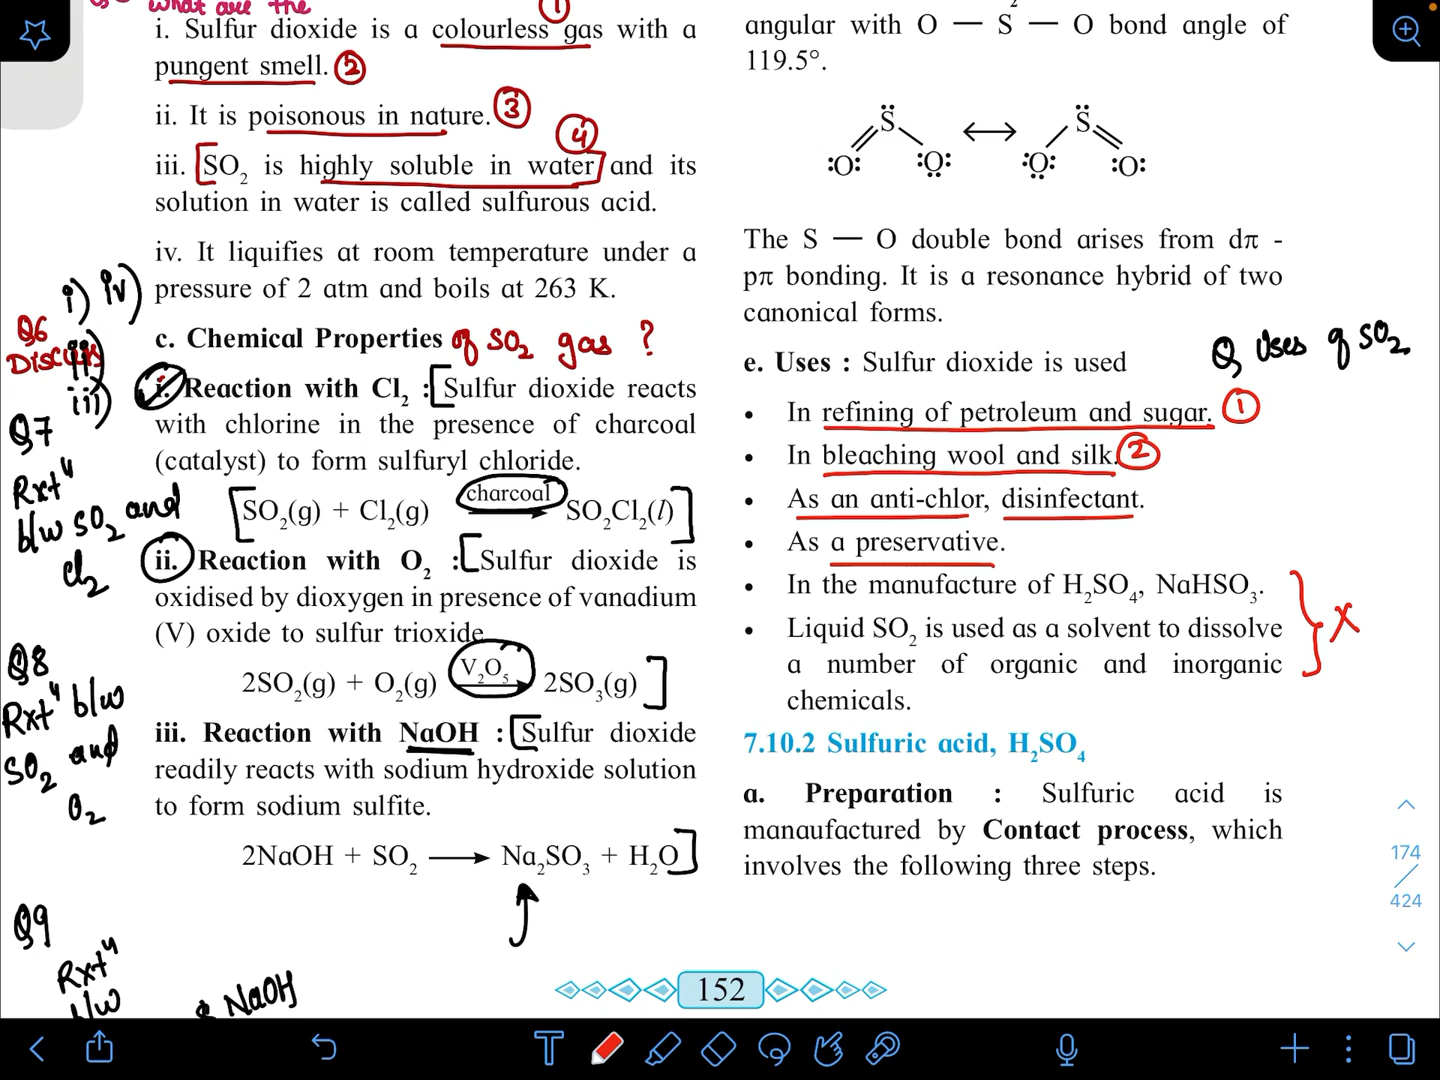 what are the
①
i. Sulfur dioxide is a colourless gas with a
pungent smell. ②
ii. It is poisonous in nature. ③
④
iii. [SO₂ is highly soluble in water] and its
solution in water is called sulfurous acid.
iv. It liquifies at room temperature under a
pressure of 2 atm and boils at 263 K.
i) iv)
Q6
Discuss ii)
iii)
c. Chemical Properties of SO₂ gas ?
i. Reaction with Cl₂ : [Sulfur dioxide reacts
with chlorine in the presence of charcoal
(catalyst) to form sulfuryl chloride.
[SO₂(g) + Cl₂(g) charcoal ⟶ SO₂Cl₂(l)]
Q7
Rxtⁿ
b/w SO₂ and
Cl₂
ii. Reaction with O₂ : [Sulfur dioxide is
oxidised by dioxygen in presence of vanadium
(V) oxide to sulfur trioxide
2SO₂(g) + O₂(g) V₂O₅ ⟶ 2SO₃(g)]
Q8
Rxtⁿ b/w
SO₂ and
O₂
iii. Reaction with NaOH : [Sulfur dioxide
readily reacts with sodium hydroxide solution
to form sodium sulfite.
2NaOH + SO₂ ⟶ Na₂SO₃ + H₂O]
Q9
Rxtⁿ
b/w
& NaOH
2
angular with O — S — O bond angle of
119.5°.
S ⟷ S
:O: :O: :O: :O:
The S — O double bond arises from dπ -
pπ bonding. It is a resonance hybrid of two
canonical forms.
e. Uses : Sulfur dioxide is used
Q Uses of SO₂
• In refining of petroleum and sugar. ①
• In bleaching wool and silk. ②
• As an anti-chlor, disinfectant.
• As a preservative.
• In the manufacture of H₂SO₄, NaHSO₃.
• Liquid SO₂ is used as a solvent to dissolve
a number of organic and inorganic
chemicals.
} X
7.10.2 Sulfuric acid, H₂SO₄
a. Preparation : Sulfuric acid is
manaufactured by Contact process, which
involves the following three steps.
174
424
152
T